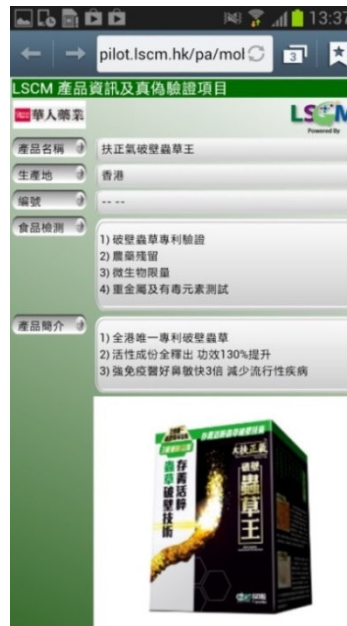 13:37
pilot.lscm.hk/pa/mol
3
LSCM 產品資訊及真偽驗證項目
華人藥業
LSCM
Powered By
產品名稱
扶正氣破壁蟲草王
生產地
香港
編號
-- --
食品檢測
1) 破壁蟲草專利驗證
2) 農藥殘留
3) 微生物限量
4) 重金屬及有毒元素測試
產品簡介
1) 全港唯一專利破壁蟲草
2) 活性成份全釋出 功效130%提升
3) 強免疫醫好鼻敏快3倍 減少流行性疾病
存菁活粹
蟲草破壁技術
扶正氣
破壁
蟲草王